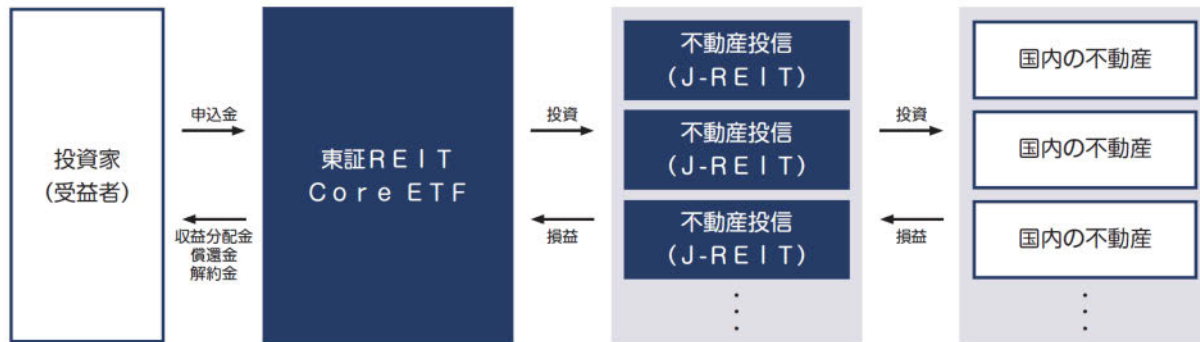 投資家
(受益者)
申込金
収益分配金
償還金
解約金
東証REIT
Core ETF
投資
損益
不動産投信
(J-REIT)
不動産投信
(J-REIT)
不動産投信
(J-REIT)
⋮
投資
損益
国内の不動産
国内の不動産
国内の不動産
⋮